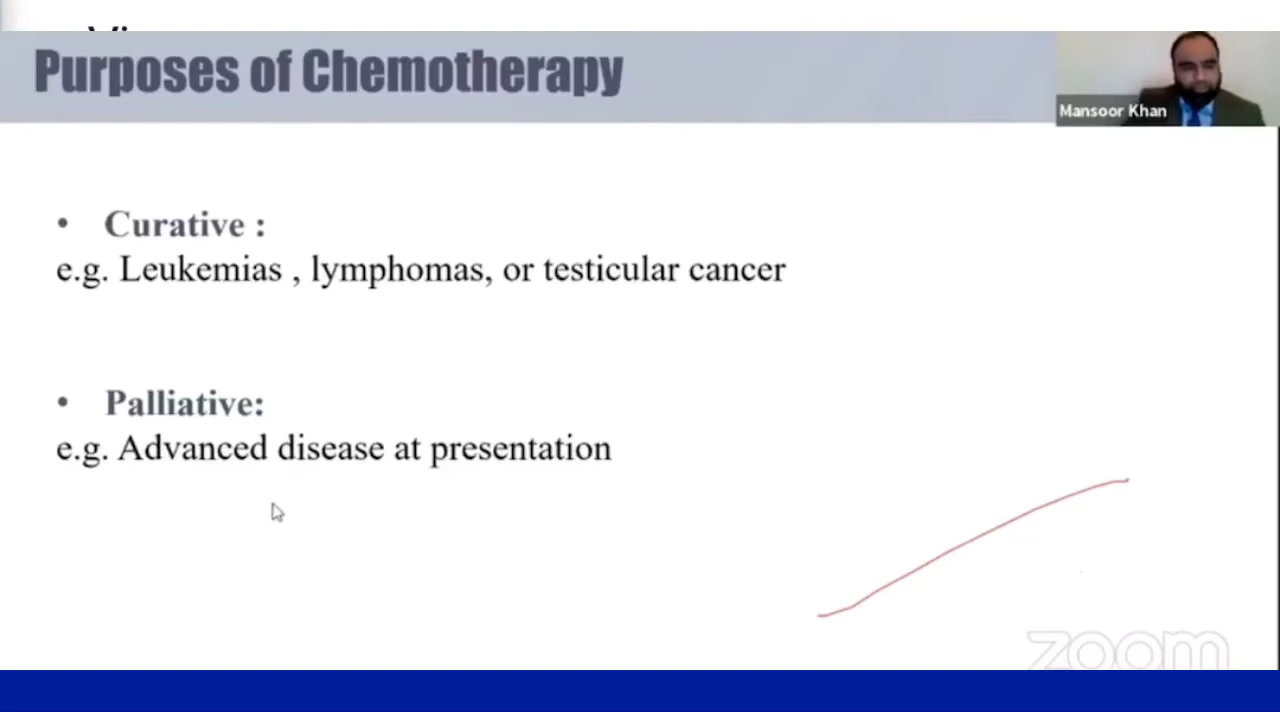 Purposes of Chemotherapy
Mansoor Khan
• Curative :
e.g. Leukemias , lymphomas, or testicular cancer
• Palliative:
e.g. Advanced disease at presentation
zoom